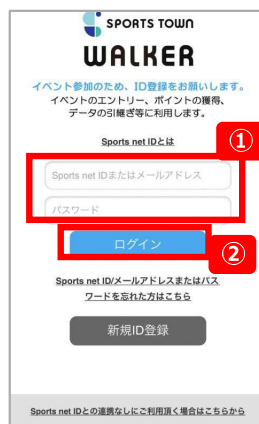 SPORTS TOWN
WALKER
イベント参加のため、ID登録をお願いします。
イベントのエントリー、ポイントの獲得、
データの引継ぎ等に利用します。
Sports net IDとは
①
Sports net IDまたはメールアドレス
パスワード
ログイン
②
Sports net ID/メールアドレスまたはパス
ワードを忘れた方はこちら
新規ID登録
Sports net IDとの連携なしにご利用頂く場合はこちらから